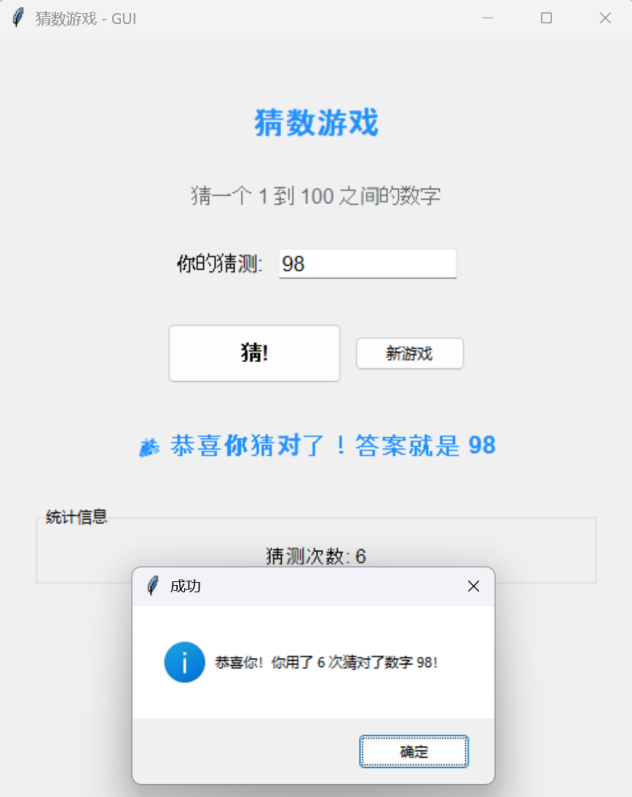 猜数游戏 - GUI
猜数游戏
猜一个 1 到 100 之间的数字
你的猜测: 98
猜! 新游戏
🎉 恭喜你猜对了！答案就是 98
统计信息
猜测次数: 6
成功
恭喜你！你用了 6 次猜对了数字 98！
确定